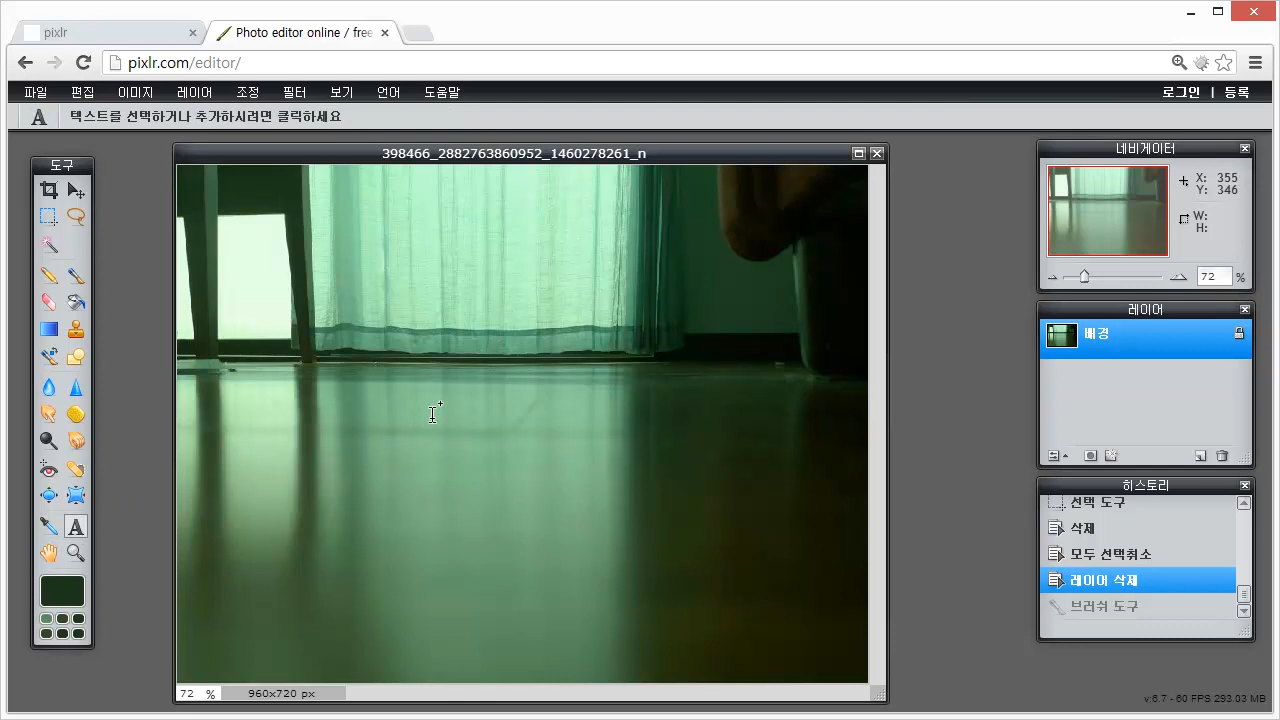 pixlr
Photo editor online / free
pixlr.com/editor/
파일 편집 이미지 레이어 조정 필터 보기 언어 도움말 로그인 | 등록
A 텍스트를 선택하거나 추가하시려면 클릭하세요
도구
398466_2882763860952_1460278261_n
네비게이터
X: 355
Y: 346
W:
H:
72 %
레이어
배경
히스토리
선택 도구
삭제
모두 선택취소
레이어 삭제
브러쉬 도구
A
72 % 960x720 px
v:6.7 - 60 FPS 293.03 MB